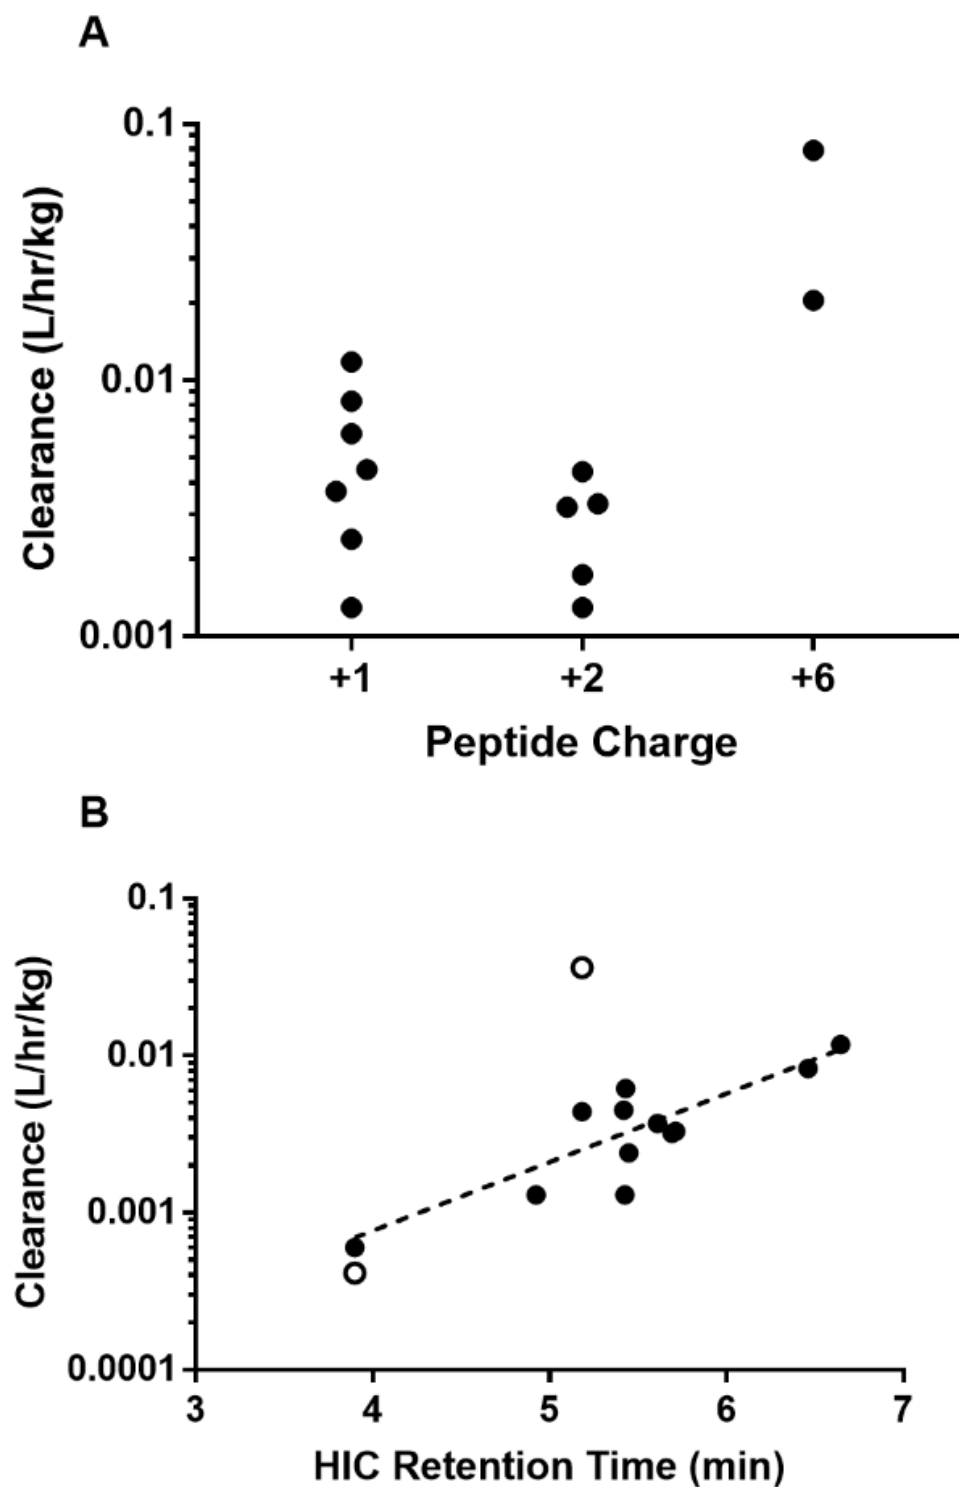 A
Clearance (L/hr/kg)
0.1
0.01
0.001
+1 +2 +6
Peptide Charge
B
Clearance (L/hr/kg)
0.1
0.01
0.001
0.0001
3 4 5 6 7
HIC Retention Time (min)